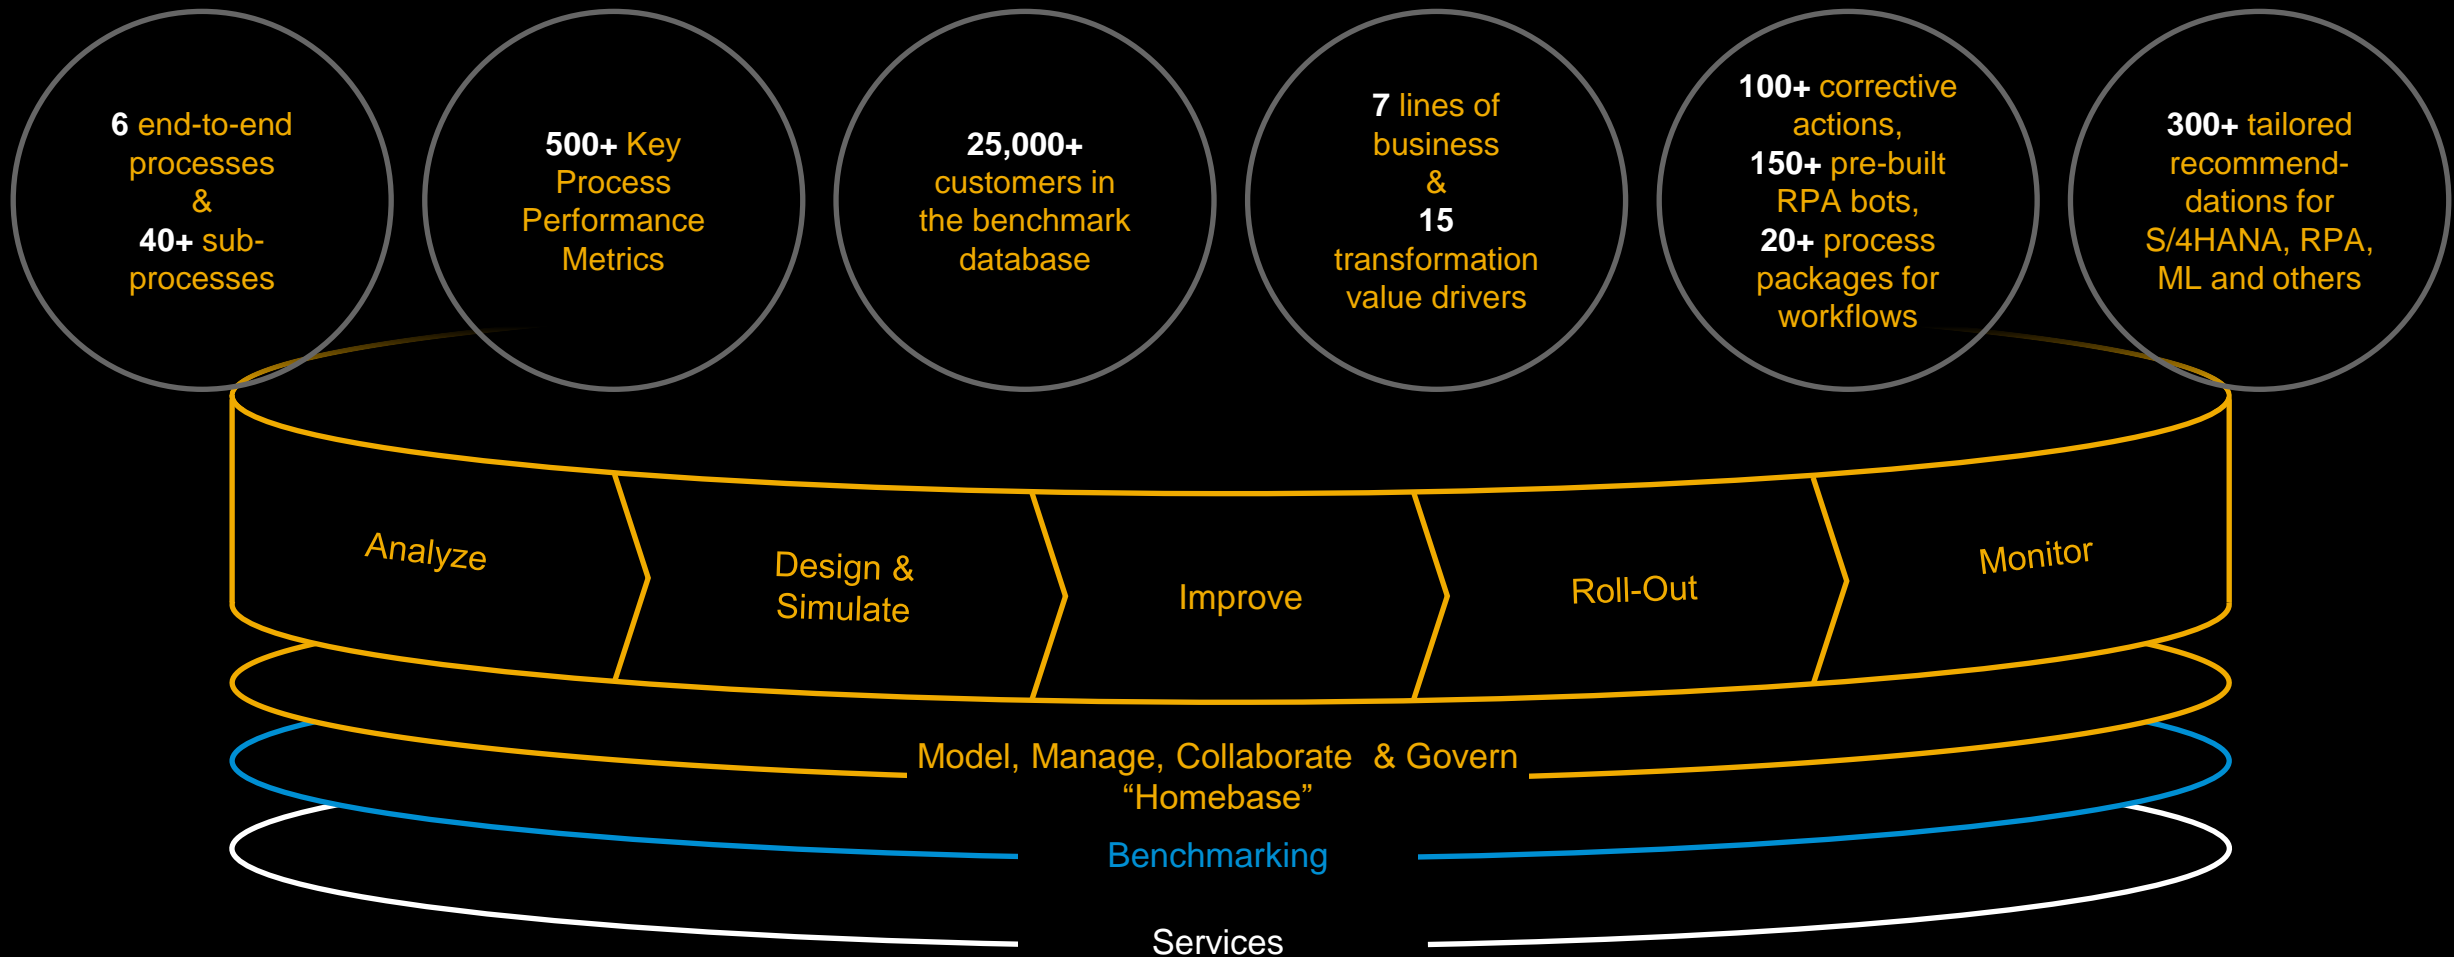 6 end-to-end
processes
&
40+ sub-
processes
500+ Key
Process
Performance
Metrics
25,000+
customers in
the benchmark
database
7 lines of
business
&
15
transformation
value drivers
100+ corrective
actions,
150+ pre-built
RPA bots,
20+ process
packages for
workflows
300+ tailored
recommend-
dations for
S/4HANA, RPA,
ML and others
Analyze
Design &
Simulate
Improve
Roll-Out
Monitor
Model, Manage, Collaborate  & Govern
“Homebase”
Benchmarking
Services